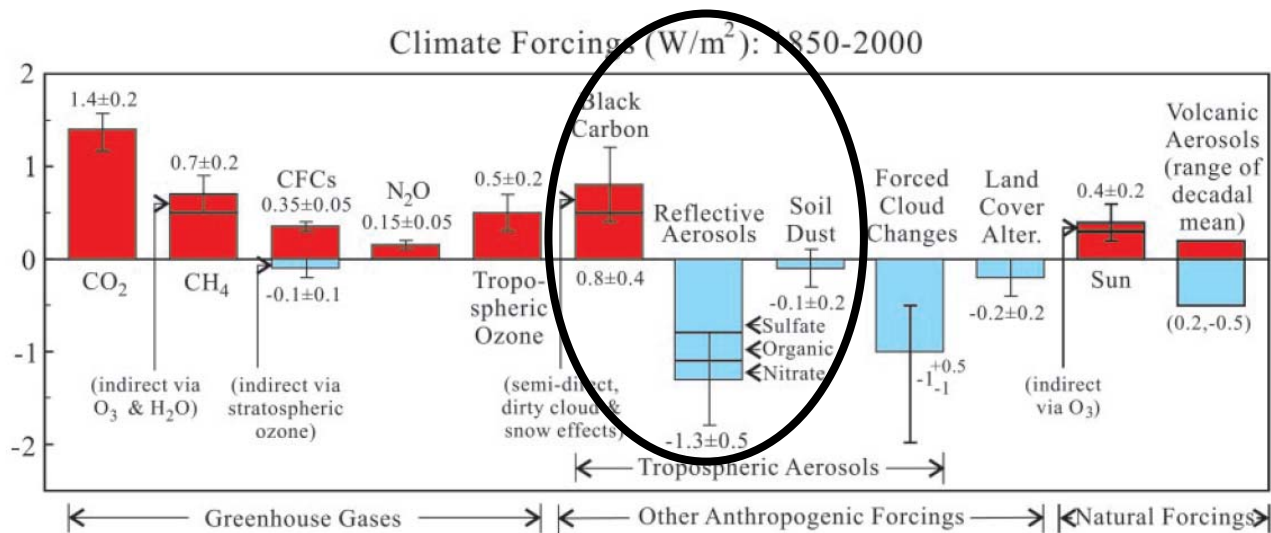 Climate Forcings (W/m²): 1850-2000
2
1
0
-1
-2
1.4±0.2
CO₂
0.7±0.2
CH₄
(indirect via
O₃ & H₂O)
CFCs
0.35±0.05
-0.1±0.1
(indirect via
stratospheric
ozone)
N₂O
0.15±0.05
0.5±0.2
Tropo-
spheric
Ozone
Black
Carbon
0.8±0.4
(semi-direct,
dirty cloud &
snow effects)
Reflective
Aerosols
Sulfate
Organic
Nitrate
-1.3±0.5
Soil
Dust
-0.1±0.2
Forced
Cloud
Changes
-1 +0.5 -1
Tropospheric Aerosols
Land
Cover
Alter.
-0.2±0.2
0.4±0.2
Sun
(indirect
via O₃)
Volcanic
Aerosols
(range of
decadal
mean)
(0.2,-0.5)
Greenhouse Gases
Other Anthropogenic Forcings
Natural Forcings